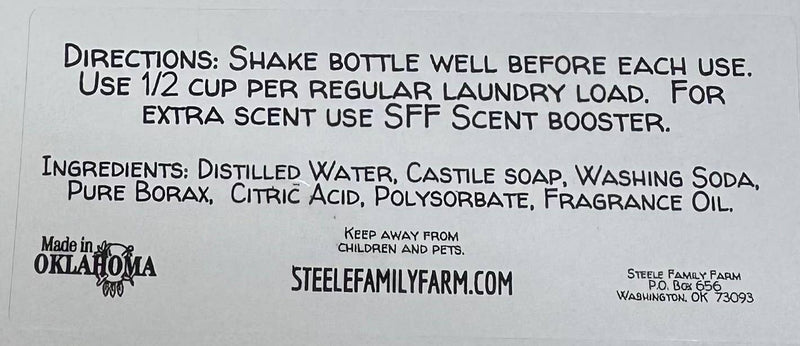 Directions: Shake bottle well before each use.
Use 1/2 cup per regular laundry load. For
extra scent use SFF Scent booster.
Ingredients: Distilled Water, Castile soap, Washing Soda,
Pure Borax, Citric Acid, Polysorbate, Fragrance Oil.
Keep away from
children and pets.
Made in
OKLAHOMA
STEELEFAMILYFARM.COM
Steele Family Farm
P.O. Box 656
Washington, OK 73093